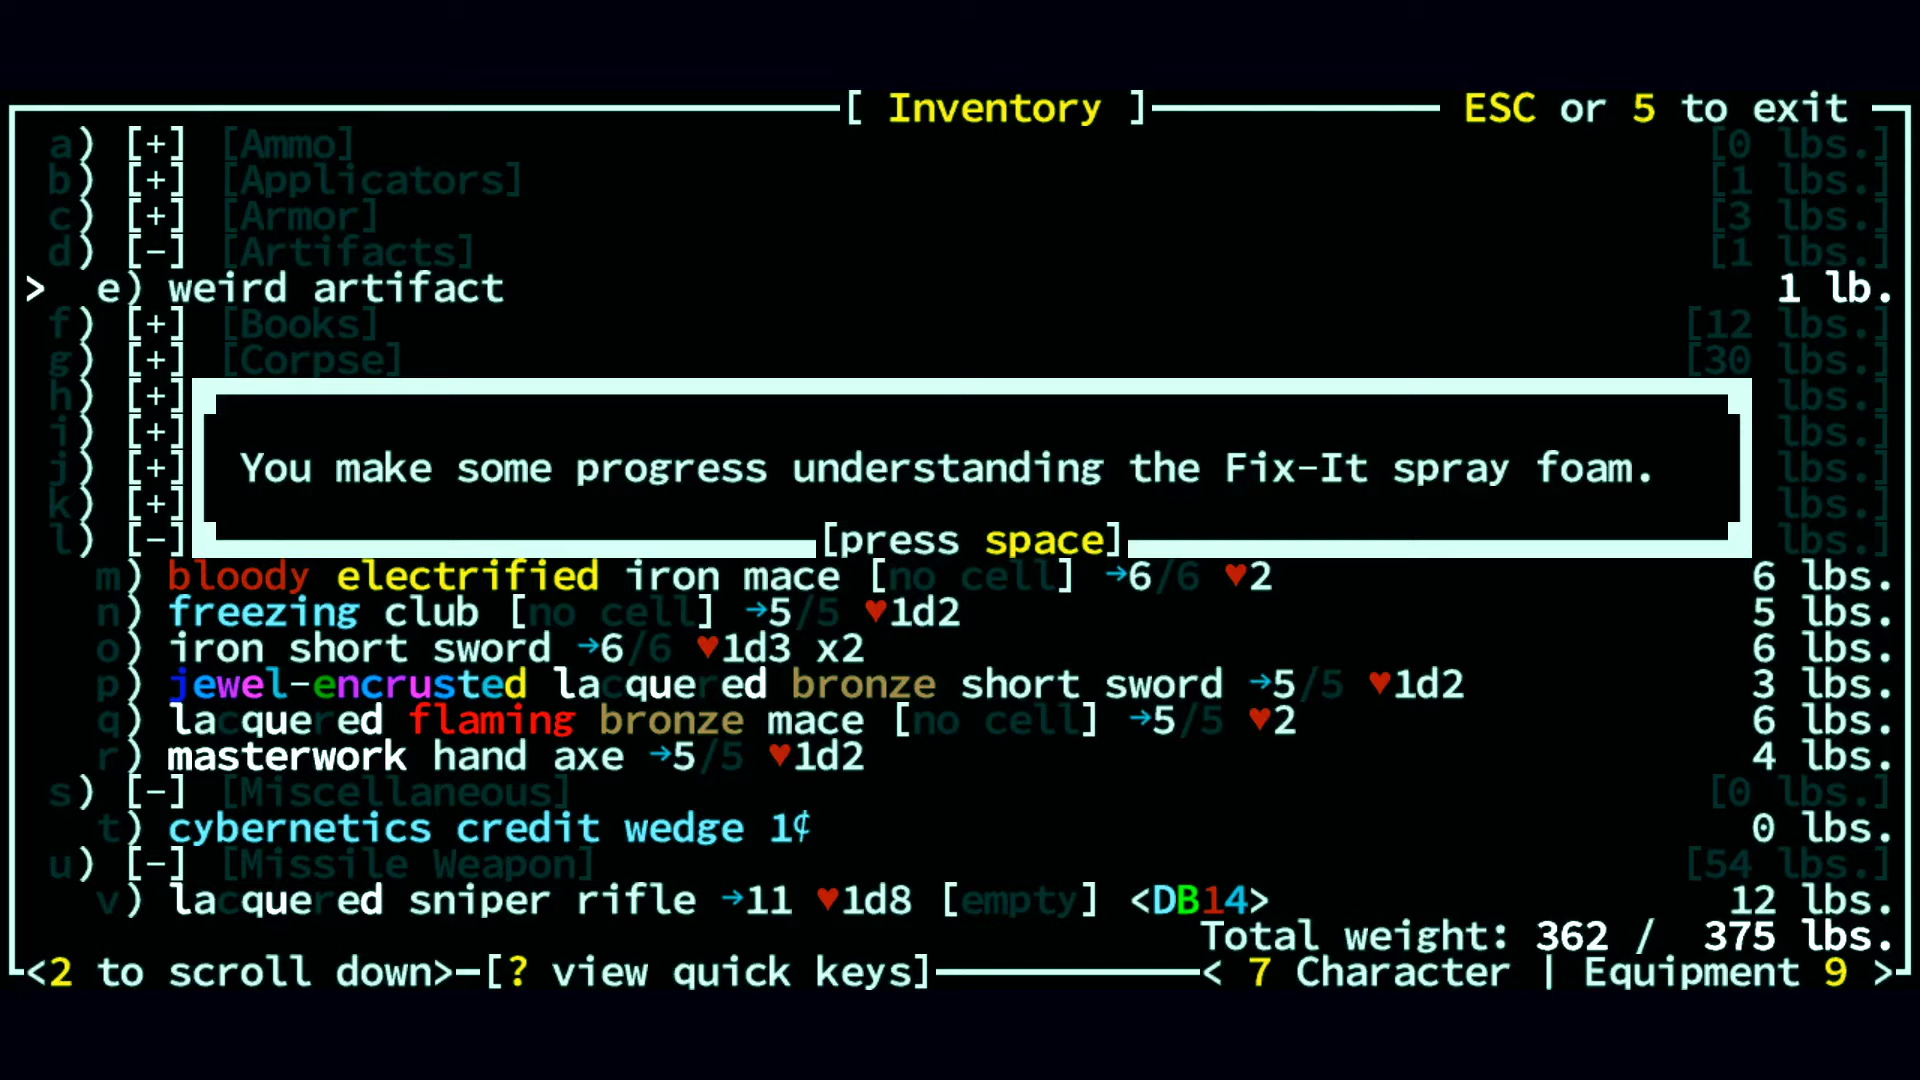 [ Inventory ] ESC or 5 to exit
a) [+] [Ammo] [0 lbs.]
b) [+] [Applicators] [1 lbs.]
c) [+] [Armor] [3 lbs.]
d) [-] [Artifacts] [1 lbs.]
> e) weird artifact 1 lb.
f) [+] [Books] [12 lbs.]
g) [+] [Corpse] [30 lbs.]
h) [+] lbs.]
i) [+] lbs.]
j) [+] lbs.]
k) [+] lbs.]
l) [-] lbs.]
You make some progress understanding the Fix-It spray foam.
[press space]
m) bloody electrified iron mace [no cell] →6/6 ♥2 6 lbs.
n) freezing club [no cell] →5/5 ♥1d2 5 lbs.
o) iron short sword →6/6 ♥1d3 x2 6 lbs.
p) jewel-encrusted lacquered bronze short sword →5/5 ♥1d2 3 lbs.
q) lacquered flaming bronze mace [no cell] →5/5 ♥2 6 lbs.
r) masterwork hand axe →5/5 ♥1d2 4 lbs.
s) [-] [Miscellaneous] [0 lbs.]
t) cybernetics credit wedge 1¢ 0 lbs.
u) [-] [Missile Weapon] [54 lbs.]
v) lacquered sniper rifle →11 ♥1d8 [empty] <DB14> 12 lbs.
Total weight: 362 / 375 lbs.
<2 to scroll down> [? view quick keys] < 7 Character | Equipment 9 >